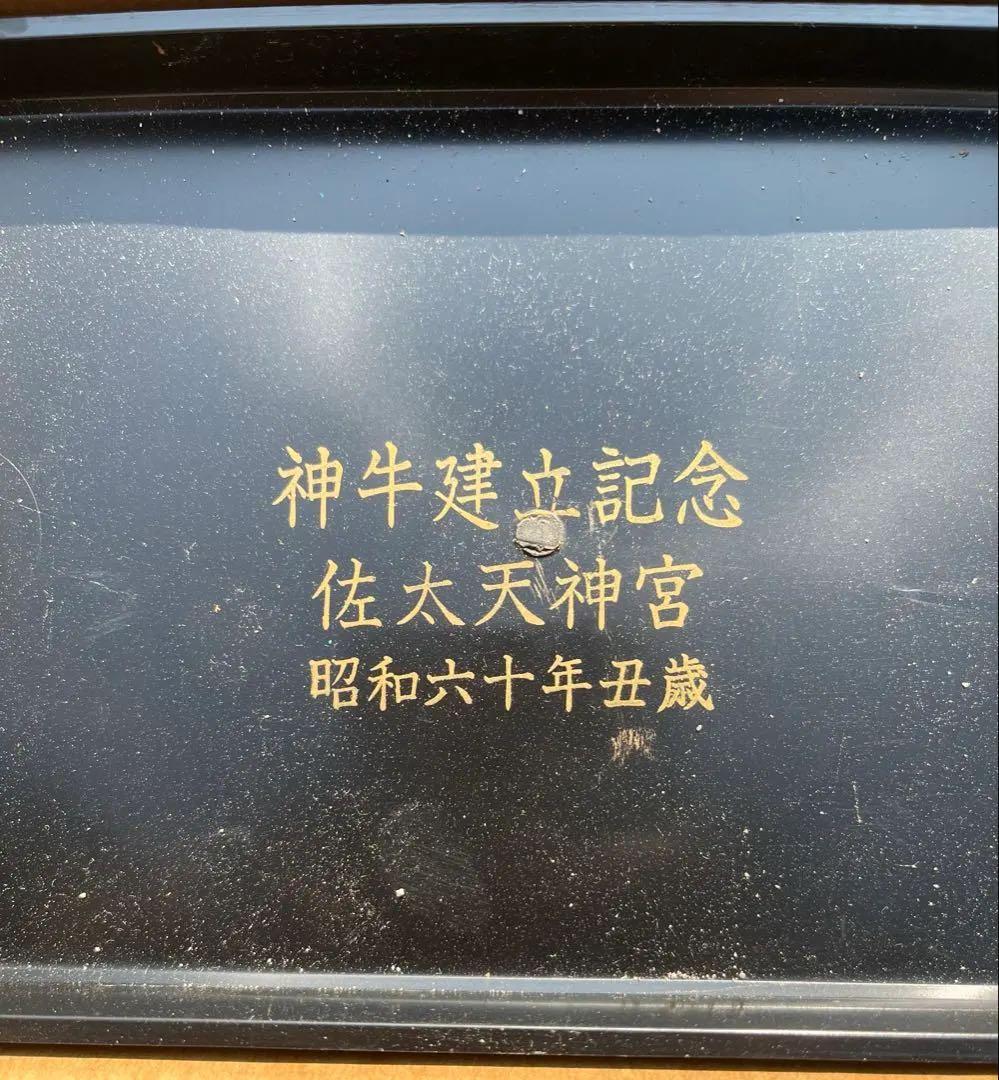 神牛建立記念
佐太天神宮
昭和六十年丑歳